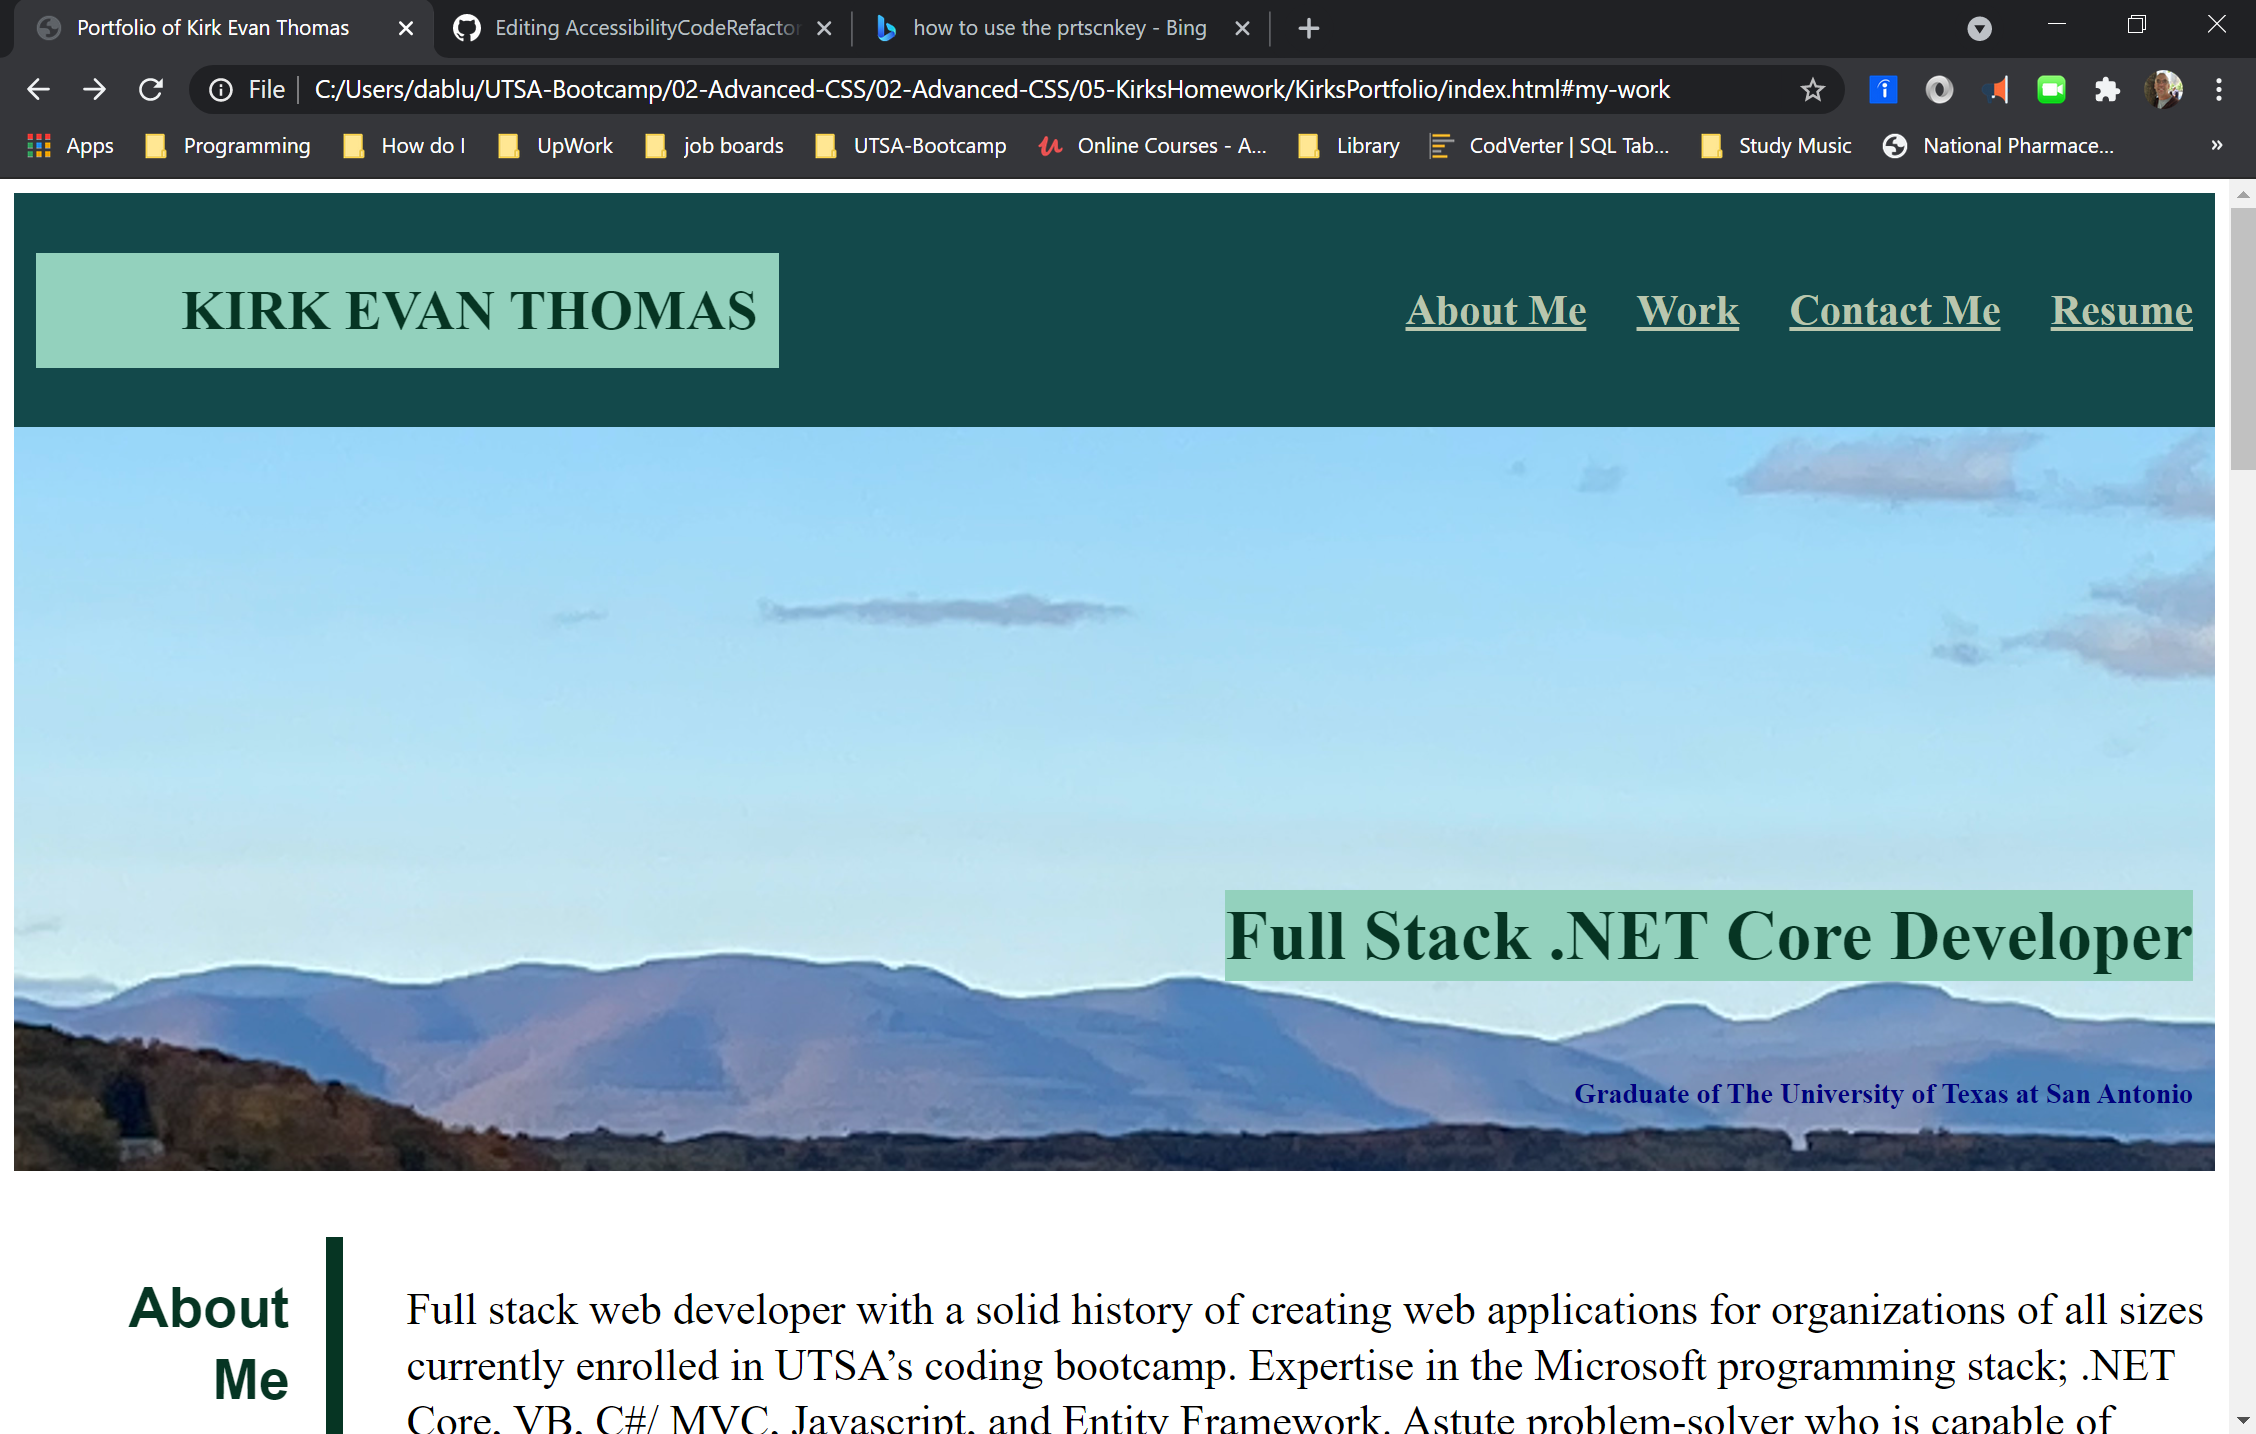 Portfolio of Kirk Evan Thomas
Editing AccessibilityCodeRefactor
how to use the prtscnkey - Bing
File
C:/Users/dablu/UTSA-Bootcamp/02-Advanced-CSS/02-Advanced-CSS/05-KirksHomework/KirksPortfolio/index.html#my-work
Apps
Programming
How do I
UpWork
job boards
UTSA-Bootcamp
Online Courses - A...
Library
CodVerter | SQL Tab...
Study Music
National Pharmace...
»
KIRK EVAN THOMAS
About Me
Work
Contact Me
Resume
Full Stack .NET Core Developer
Graduate of The University of Texas at San Antonio
About
Me
Full stack web developer with a solid history of creating web applications for organizations of all sizes
currently enrolled in UTSA’s coding bootcamp. Expertise in the Microsoft programming stack; .NET
Core, VB, C#/ MVC, Javascript, and Entity Framework. Astute problem-solver who is capable of